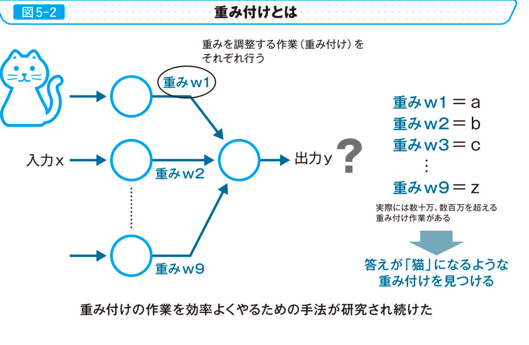 図5-2
重み付けとは
重みを調整する作業（重み付け）を
それぞれ行う
重みw1
入力x
重みw2
出力y
?
重みw9
重みw1＝a
重みw2＝b
重みw3＝c
⋮
重みw9＝z
実際には数十万、数百万を超える
重み付け作業がある
答えが「猫」になるような
重み付けを見つける
重み付けの作業を効率よくやるための手法が研究され続けた